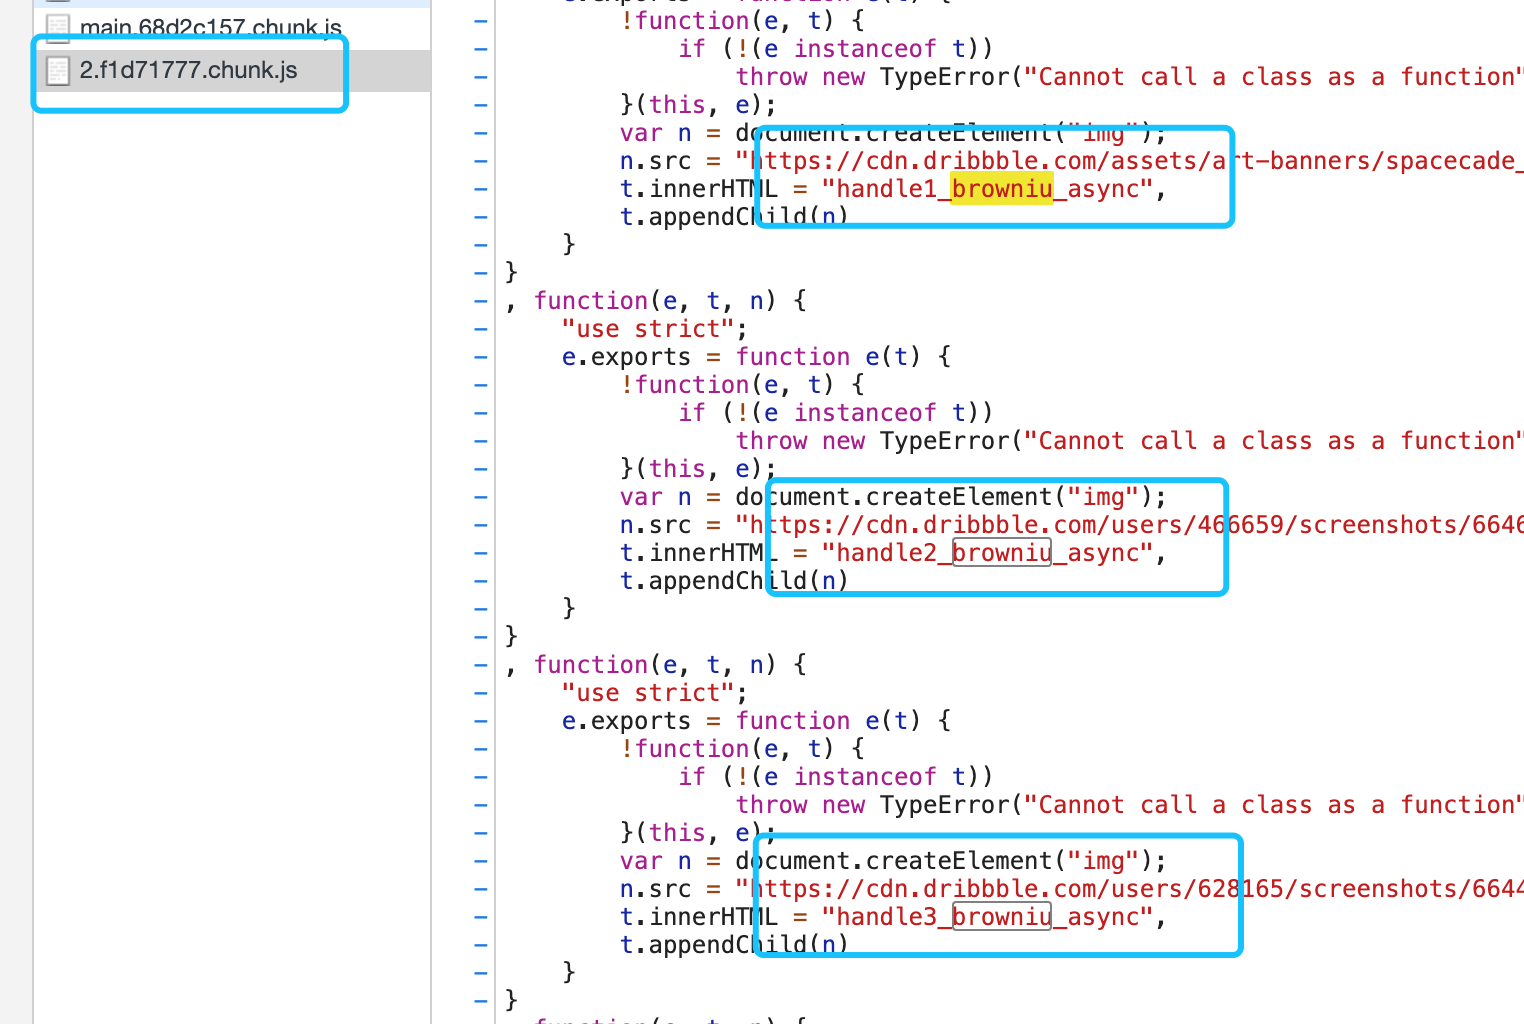 main.68d2c157.chunk.js
2.f1d71777.chunk.js
e.exports = function e(t) {
!function(e, t) {
if (!(e instanceof t))
throw new TypeError("Cannot call a class as a function"
}(this, e);
var n = document.createElement("img");
n.src = "https://cdn.dribbble.com/assets/art-banners/spacecade_
t.innerHTML = "handle1_browniu_async",
t.appendChild(n)
}
}
, function(e, t, n) {
"use strict";
e.exports = function e(t) {
!function(e, t) {
if (!(e instanceof t))
throw new TypeError("Cannot call a class as a function"
}(this, e);
var n = document.createElement("img");
n.src = "https://cdn.dribbble.com/users/466659/screenshots/6646
t.innerHTML = "handle2_browniu_async",
t.appendChild(n)
}
}
, function(e, t, n) {
"use strict";
e.exports = function e(t) {
!function(e, t) {
if (!(e instanceof t))
throw new TypeError("Cannot call a class as a function"
}(this, e);
var n = document.createElement("img");
n.src = "https://cdn.dribbble.com/users/628165/screenshots/6644
t.innerHTML = "handle3_browniu_async",
t.appendChild(n)
}
}
, function(e, t, n) {